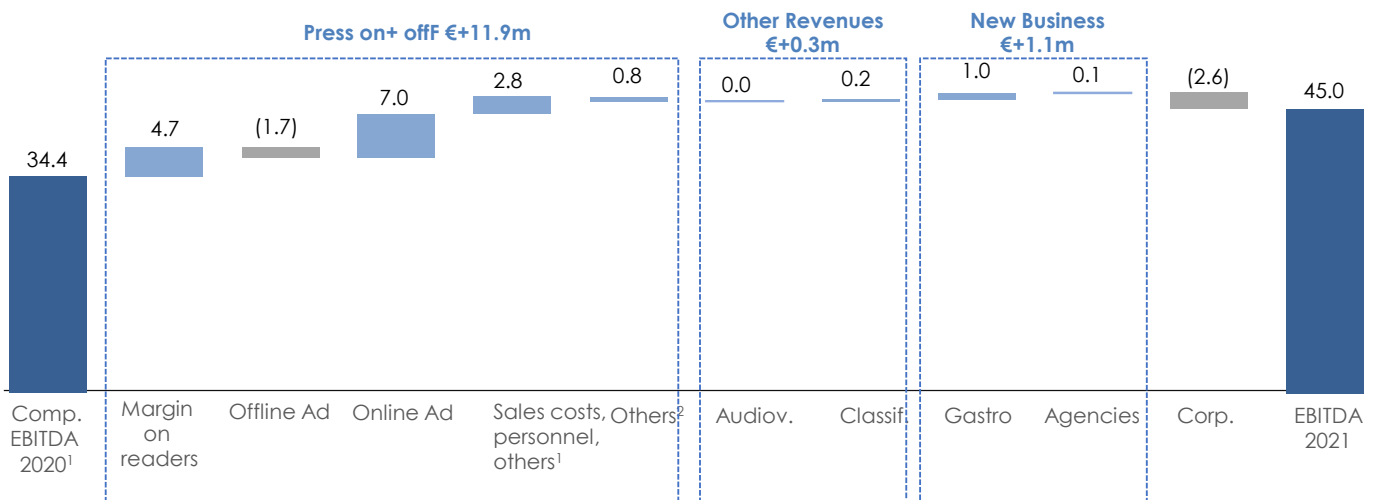 Press on+ offF €+11.9m
Other Revenues
€+0.3m
New Business
€+1.1m
34.4
4.7
(1.7)
7.0
2.8
0.8
0.0
0.2
1.0
0.1
(2.6)
45.0
Comp.
EBITDA
2020¹
Margin
on
readers
Offline Ad
Online Ad
Sales costs,
personnel,
others¹
Others²
Audiov.
Classif
Gastro
Agencies
Corp.
EBITDA
2021